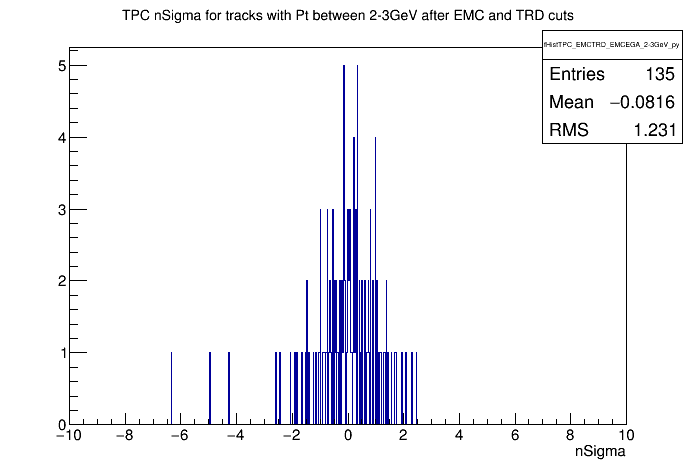 TPC nSigma for tracks with Pt between 2-3GeV after EMC and TRD cuts
fHistTPC_EMCTRD_EMCEGA_2-3GeV_py
Entries 135
Mean −0.0816
RMS 1.231
5
4
3
2
1
0
−10 −8 −6 −4 −2 0 2 4 6 8 10
nSigma